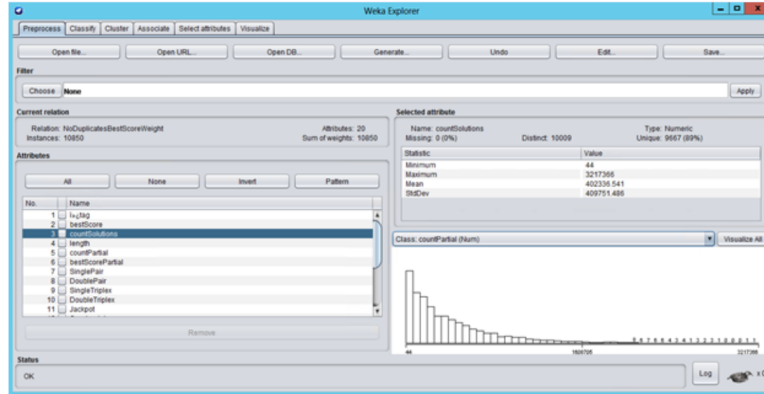 Weka Explorer
Preprocess Classify Cluster Associate Select attributes Visualize
Open file... Open URL... Open DB... Generate... Undo Edit... Save...
Filter
Choose None Apply
Current relation
Relation: NoDuplicatesBestScoreWeight Attributes: 20
Instances: 10850 Sum of weights: 10850
Attributes
All None Invert Pattern
No. Name
1 ï»¿tag
2 bestScore
3 countSolutions
4 length
5 countPartial
6 bestScorePartial
7 SinglePair
8 DoublePair
9 SingleTriplex
10 DoubleTriplex
11 Jackpot
Remove
Selected attribute
Name: countSolutions Type: Numeric
Missing: 0 (0%) Distinct: 10009 Unique: 9667 (89%)
Statistic Value
Minimum 44
Maximum 3217366
Mean 402336.541
StdDev 409751.486
Class: countPartial (Num) Visualize All
44 1608705 3217366
Status
OK Log x 0